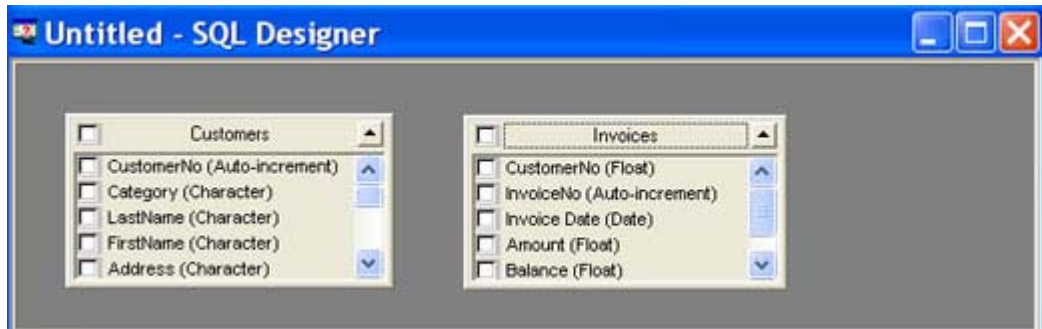 Untitled - SQL Designer
Customers
CustomerNo (Auto-increment)
Category (Character)
LastName (Character)
FirstName (Character)
Address (Character)
Invoices
CustomerNo (Float)
InvoiceNo (Auto-increment)
Invoice Date (Date)
Amount (Float)
Balance (Float)